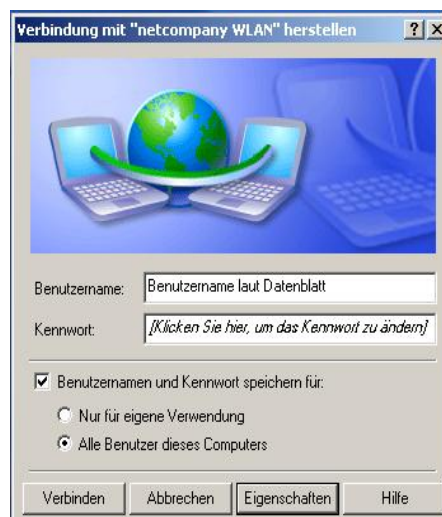 Verbindung mit "netcompany WLAN" herstellen
Benutzername: Benutzername laut Datenblatt
Kennwort: [Klicken Sie hier, um das Kennwort zu ändern]
Benutzernamen und Kennwort speichern für:
Nur für eigene Verwendung
Alle Benutzer dieses Computers
Verbinden Abbrechen Eigenschaften Hilfe